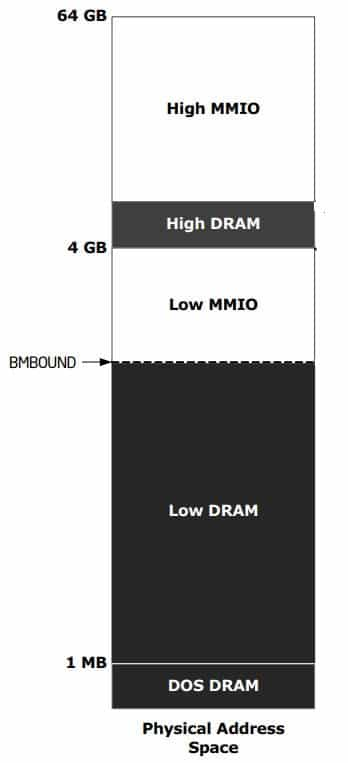 64 GB
High MMIO
High DRAM
4 GB
Low MMIO
BMBOUND
Low DRAM
1 MB
DOS DRAM
Physical Address
Space